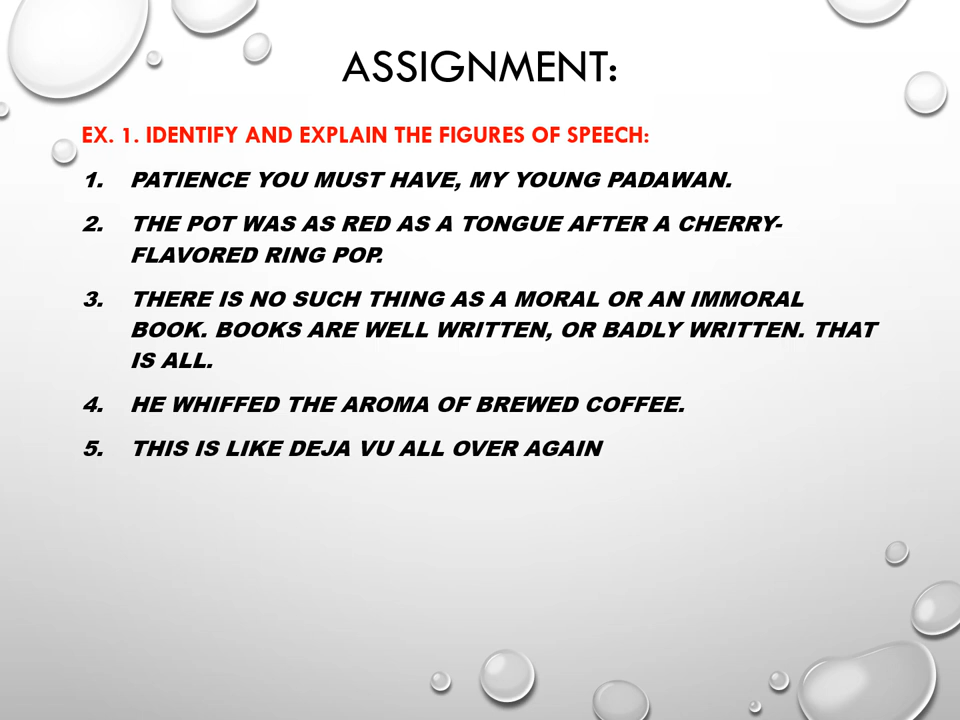 ASSIGNMENT:
EX. 1. IDENTIFY AND EXPLAIN THE FIGURES OF SPEECH:
1. PATIENCE YOU MUST HAVE, MY YOUNG PADAWAN.
2. THE POT WAS AS RED AS A TONGUE AFTER A CHERRY-
FLAVORED RING POP.
3. THERE IS NO SUCH THING AS A MORAL OR AN IMMORAL
BOOK. BOOKS ARE WELL WRITTEN, OR BADLY WRITTEN. THAT
IS ALL.
4. HE WHIFFED THE AROMA OF BREWED COFFEE.
5. THIS IS LIKE DEJA VU ALL OVER AGAIN